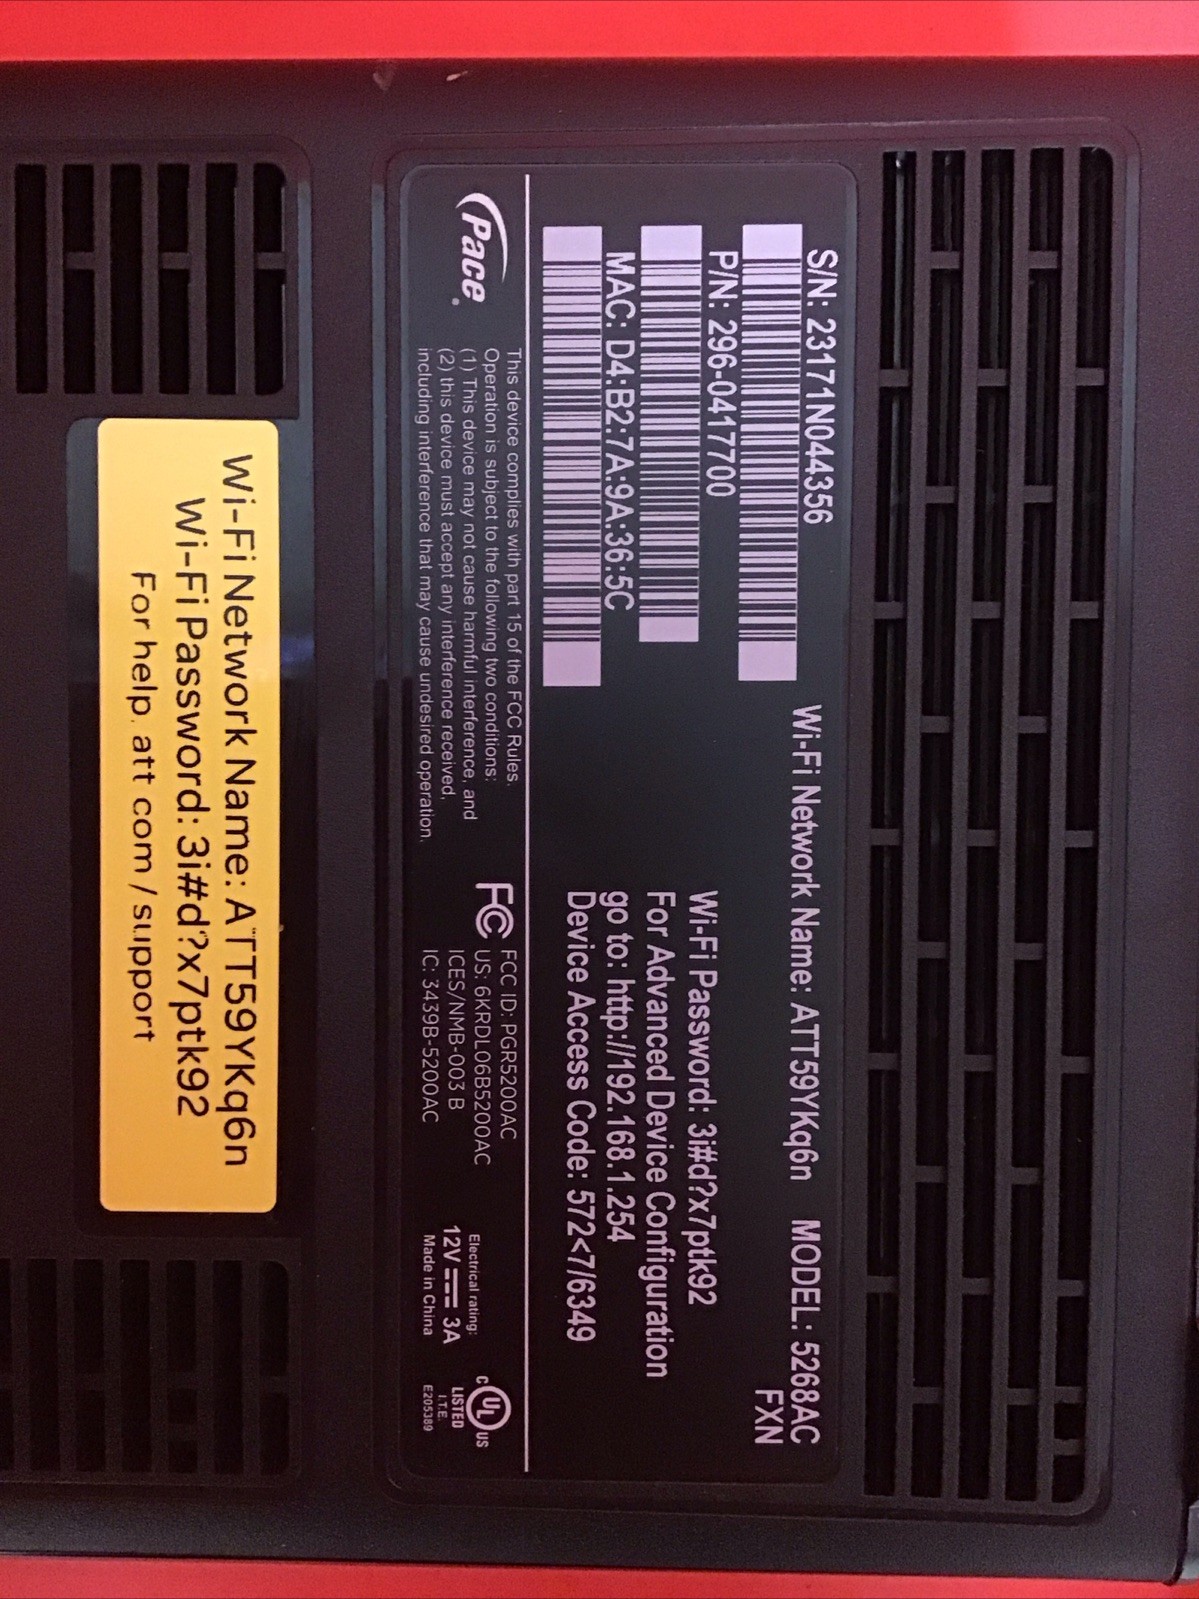 S/N: 23171N044356
P/N: 296-0417700
MAC: D4:B2:7A:9A:36:5C
Wi-Fi Network Name: ATT59YKq6n MODEL: 5268AC
FXN
Wi-Fi Password: 3i#d?x7ptk92
For Advanced Device Configuration
go to: http://192.168.1.254
Device Access Code: 572<7/6349
Pace
This device complies with part 15 of the FCC Rules.
Operation is subject to the following two conditions:
(1) This device may not cause harmful interference, and
(2) this device must accept any interference received,
including interference that may cause undesired operation.
FC
FCC ID: PGR5200AC
US: 6KRDL06B5200AC
ICES/NMB-003 B
IC: 3439B-5200AC
Electrical rating:
12V 3A
Made in China
C UL US
LISTED
I.T.E.
E205389
Wi-Fi Network Name: ATT59YKq6n
Wi-Fi Password: 3i#d?x7ptk92
For help. att com/support